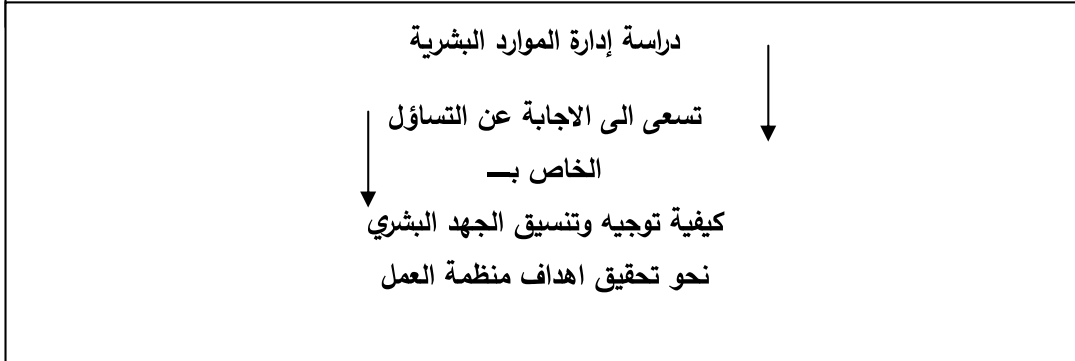 دراسة إدارة الموارد البشرية
تسعى الى الاجابة عن التساؤل
الخاص بــ
كيفية توجيه وتنسيق الجهد البشري
نحو تحقيق اهداف منظمة العمل